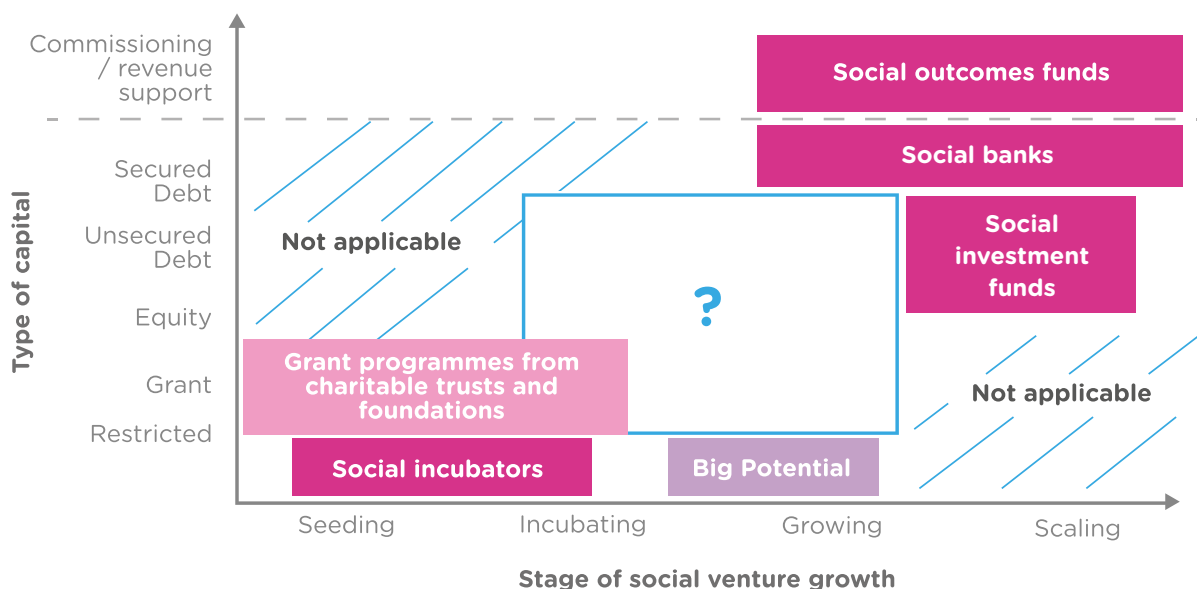 Commissioning
/ revenue
support
Social outcomes funds
Social banks
Secured
Debt
Type of capital
Unsecured
Debt
Not applicable
Social
investment
funds
?
Equity
Grant
Grant programmes from
charitable trusts and
foundations
Not applicable
Restricted
Social incubators
Big Potential
Seeding
Incubating
Growing
Scaling
Stage of social venture growth